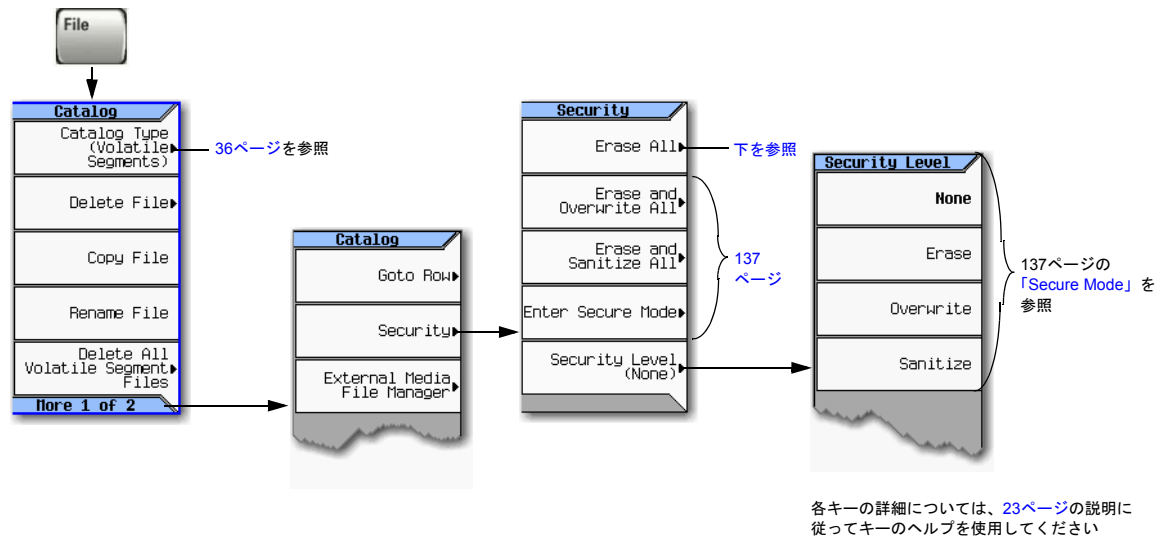 File
Catalog
Catalog Type
(Volatile
Segments)
36ページを参照
Delete File
Copy File
Rename File
Delete All
Volatile Segment
Files
More 1 of 2
Catalog
Goto Row
Security
External Media
File Manager
Security
Erase All
下を参照
Erase and
Overwrite All
Erase and
Sanitize All
Enter Secure Mode
137
ページ
Security Level
(None)
Security Level
None
Erase
Overwrite
Sanitize
137ページの
「Secure Mode」を
参照
各キーの詳細については、23ページの説明に
従ってキーのヘルプを使用してください